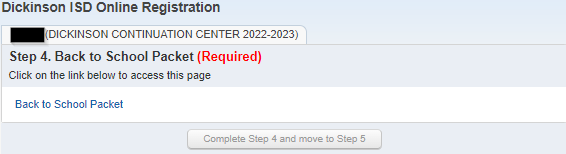 Dickinson ISD Online Registration
(DICKINSON CONTINUATION CENTER 2022-2023)
Step 4. Back to School Packet (Required)
Click on the link below to access this page
Back to School Packet
Complete Step 4 and move to Step 5